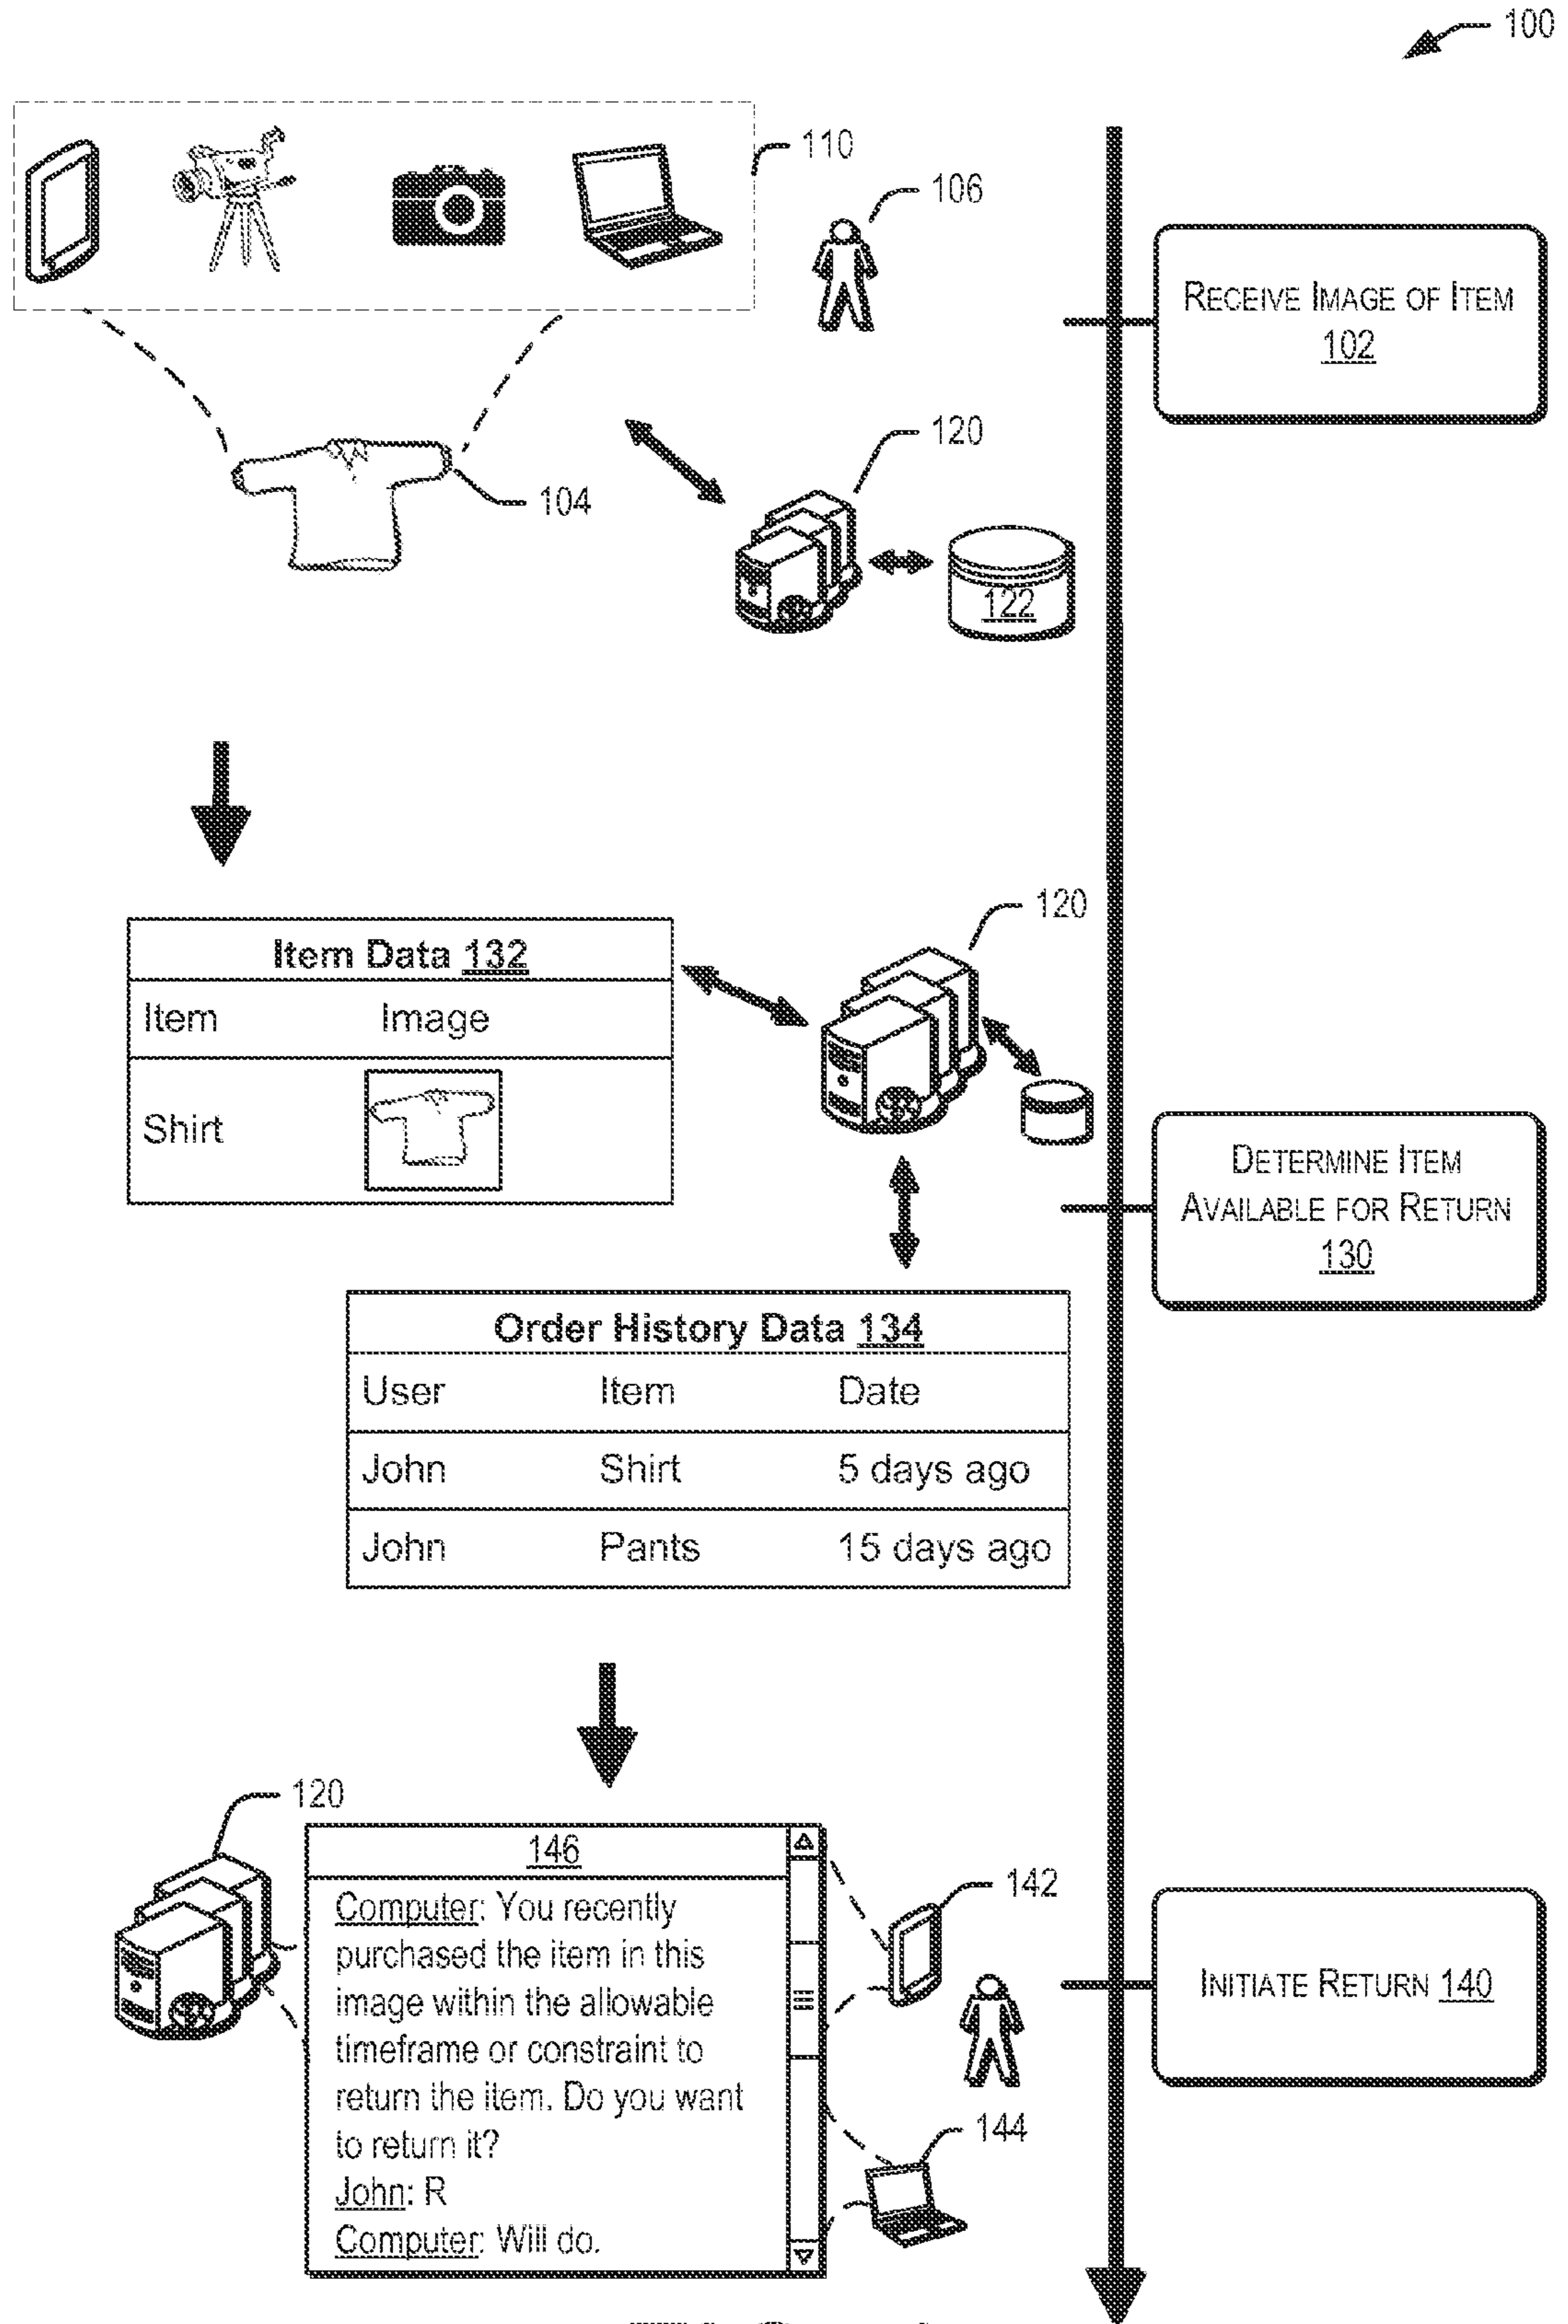 100
110
106
RECEIVE IMAGE OF ITEM
102
120
104
122
120
Item Data 132
Item Image
Shirt
DETERMINE ITEM
AVAILABLE FOR RETURN
130
Order History Data 134
User Item Date
John Shirt 5 days ago
John Pants 15 days ago
120
146
Computer: You recently
purchased the item in this
image within the allowable
timeframe or constraint to
return the item. Do you want
to return it?
John: R
Computer: Will do.
142
INITIATE RETURN 140
144